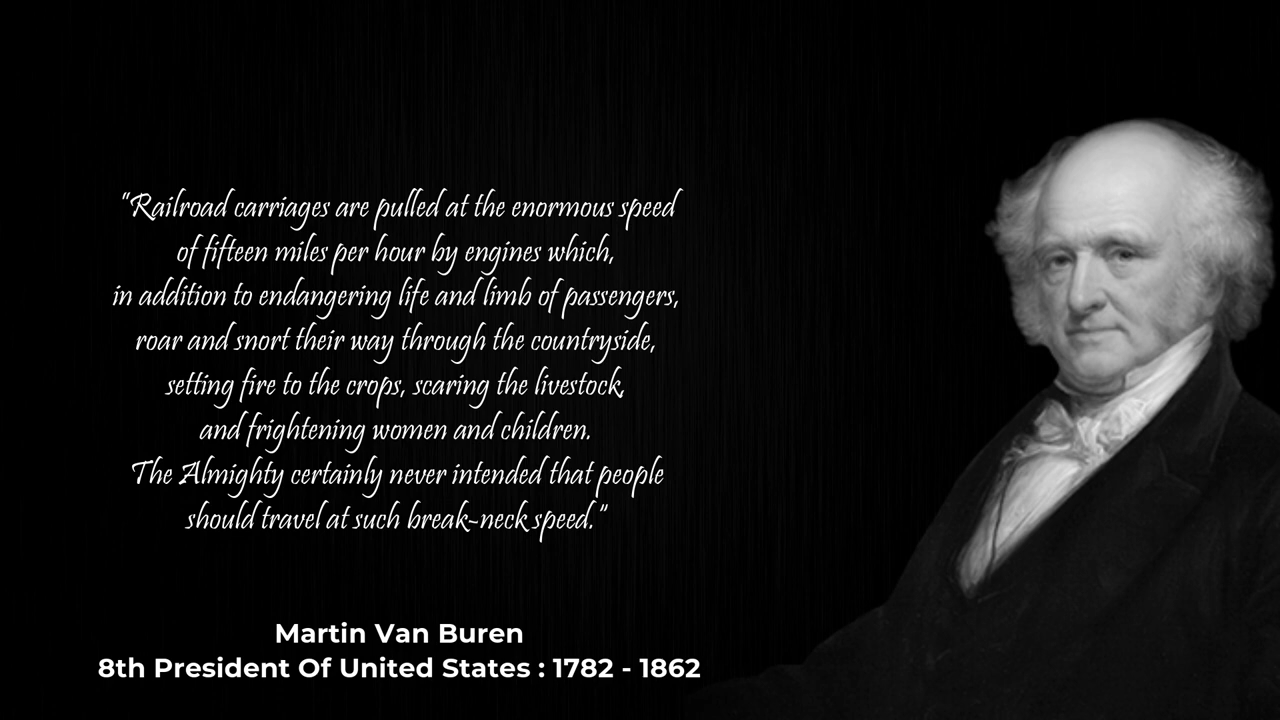 “Railroad carriages are pulled at the enormous speed
of fifteen miles per hour by engines which,
in addition to endangering life and limb of passengers,
roar and snort their way through the countryside,
setting fire to the crops, scaring the livestock,
and frightening women and children.
The Almighty certainly never intended that people
should travel at such break-neck speed.”
Martin Van Buren
8th President Of United States : 1782 - 1862